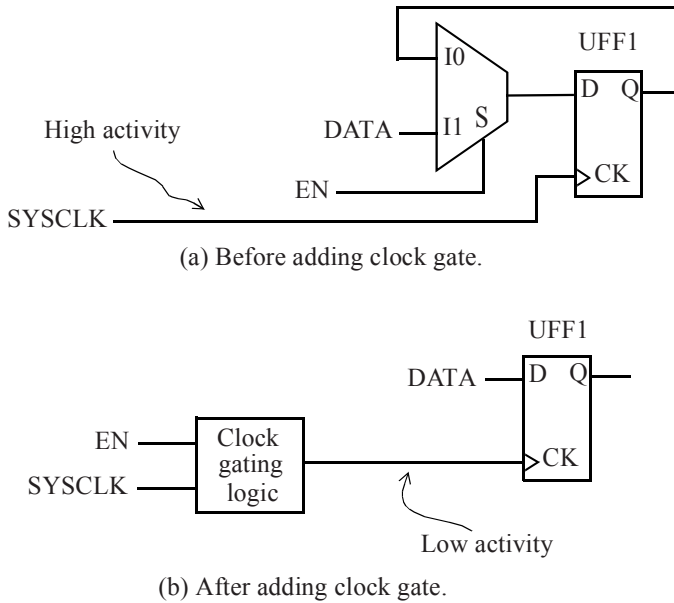 UFF1
I0
D Q
High activity
DATA
I1 S
EN
CK
SYSCLK
(a) Before adding clock gate.
UFF1
DATA
D Q
EN
Clock
gating
logic
CK
SYSCLK
Low activity
(b) After adding clock gate.